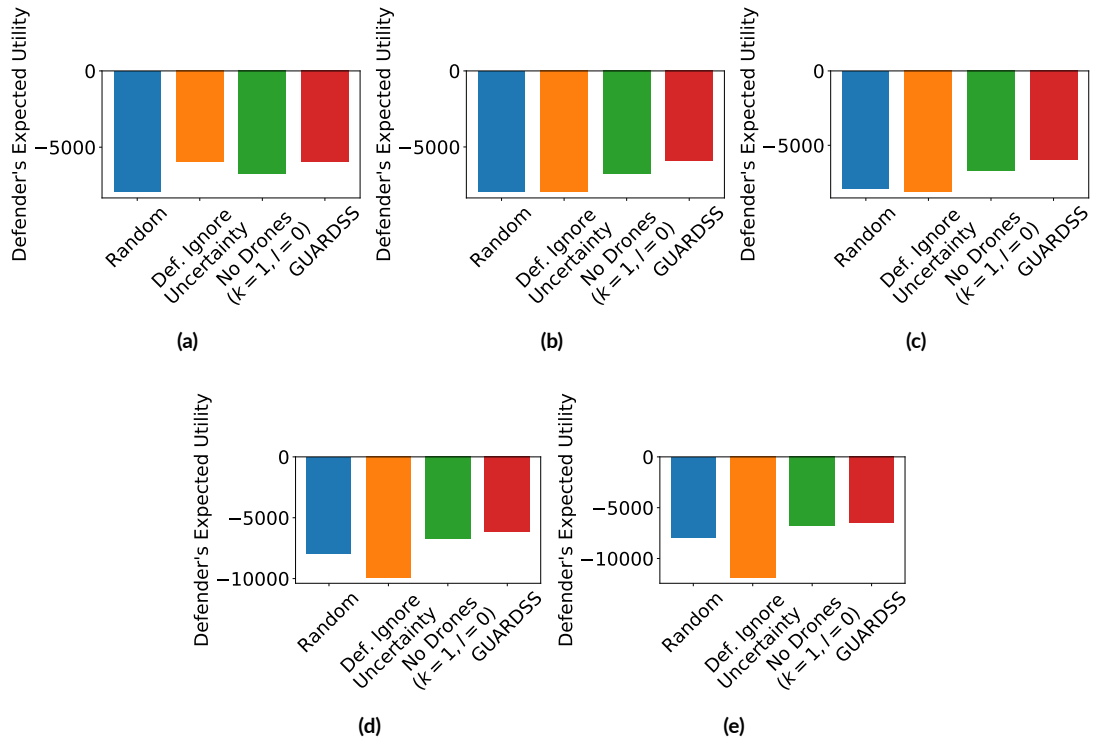 Defender's Expected Utility
0
−5000
Random
Def. Ignore
Uncertainty
No Drones
(k = 1, l = 0)
GUARDSS
(a)
Defender's Expected Utility
0
−5000
Random
Def. Ignore
Uncertainty
No Drones
(k = 1, l = 0)
GUARDSS
(b)
Defender's Expected Utility
0
−5000
Random
Def. Ignore
Uncertainty
No Drones
(k = 1, l = 0)
GUARDSS
(c)
Defender's Expected Utility
0
−5000
−10000
Random
Def. Ignore
Uncertainty
No Drones
(k = 1, l = 0)
GUARDSS
(d)
Defender's Expected Utility
0
−5000
−10000
Random
Def. Ignore
Uncertainty
No Drones
(k = 1, l = 0)
GUARDSS
(e)